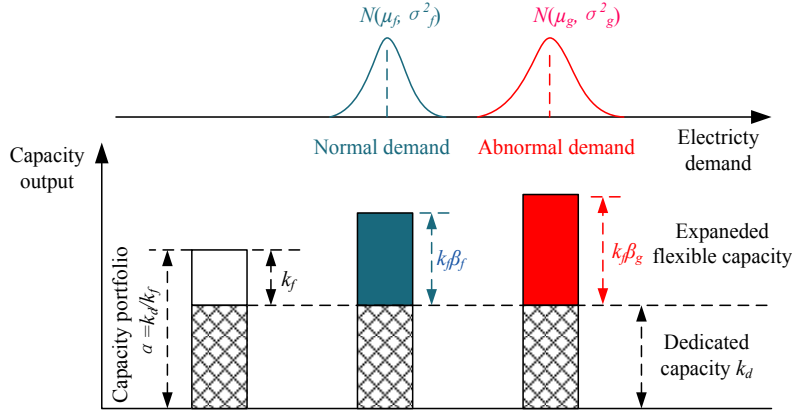 N(μf, σ²f)
N(μg, σ²g)
Normal demand
Abnormal demand
Electricty
demand
Capacity
output
Capacity portfolio
α =kd/kf
kf
kfβf
kfβg
Expaneded
flexible capacity
Dedicated
capacity kd